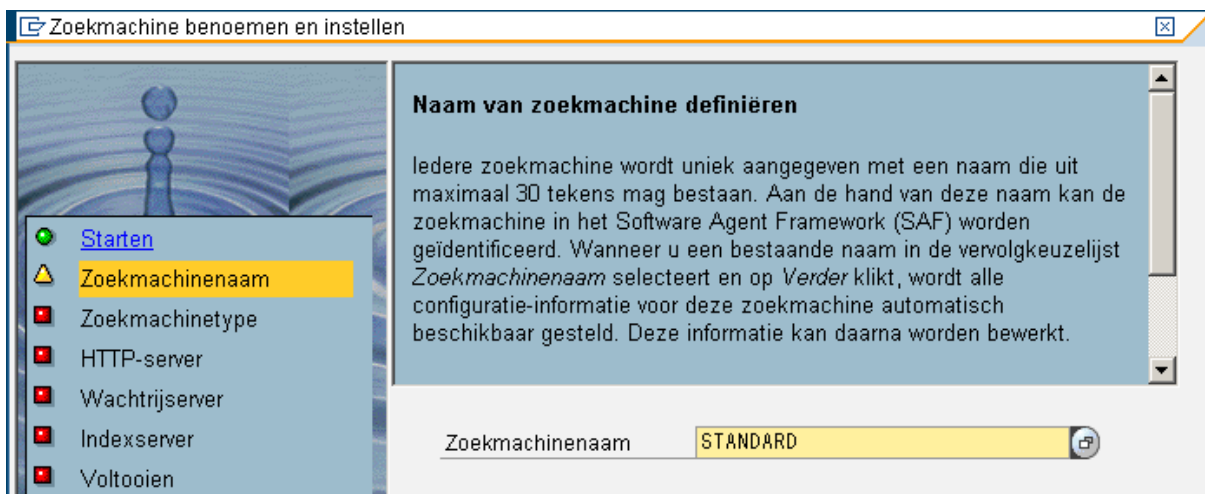 Zoekmachine benoemen en instellen
Starten
Zoekmachinenaam
Zoekmachinetype
HTTP-server
Wachtrijserver
Indexserver
Voltooien
Naam van zoekmachine definiëren
Iedere zoekmachine wordt uniek aangegeven met een naam die uit
maximaal 30 tekens mag bestaan. Aan de hand van deze naam kan de
zoekmachine in het Software Agent Framework (SAF) worden
geïdentificeerd. Wanneer u een bestaande naam in de vervolgkeuzelijst
Zoekmachinenaam selecteert en op Verder klikt, wordt alle
configuratie-informatie voor deze zoekmachine automatisch
beschikbaar gesteld. Deze informatie kan daarna worden bewerkt.
Zoekmachinenaam STANDARD